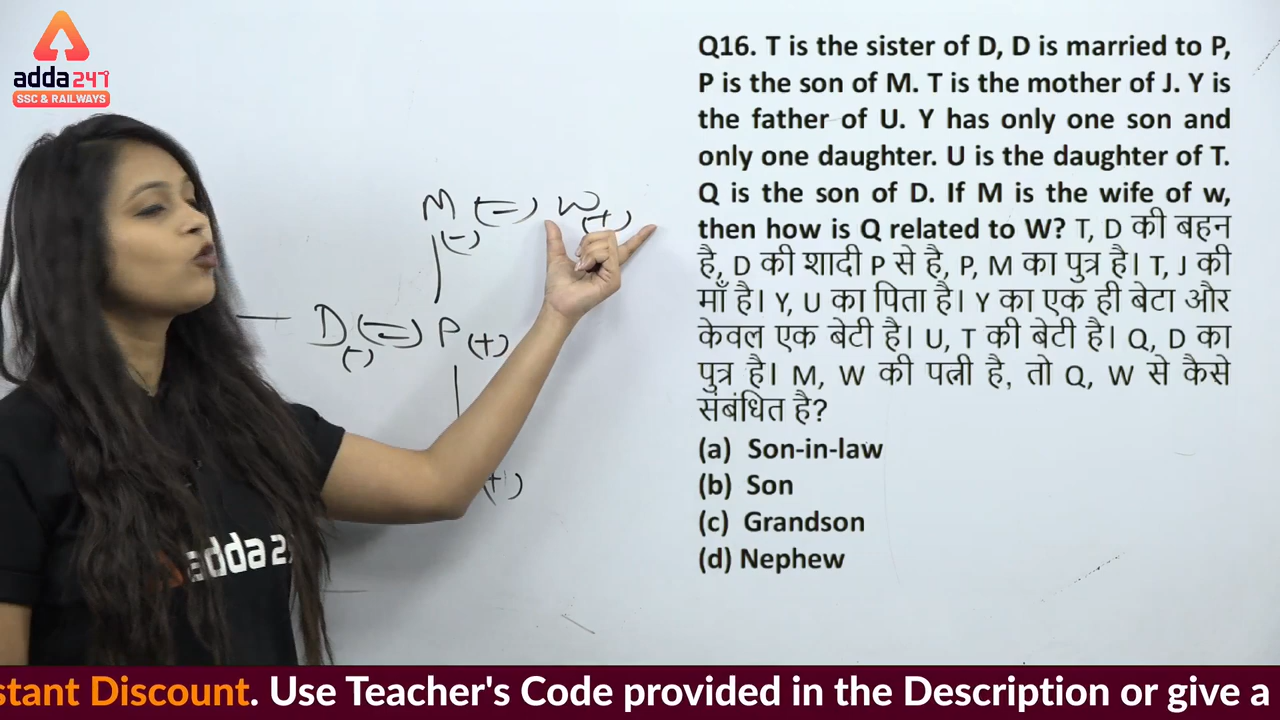 adda247
SSC & RAILWAYS
Q16. T is the sister of D, D is married to P,
P is the son of M. T is the mother of J. Y is
the father of U. Y has only one son and
only one daughter. U is the daughter of T.
Q is the son of D. If M is the wife of w,
then how is Q related to W? T, D की बहन
है, D की शादी P से है, P, M का पुत्र है। T, J की
माँ है। Y, U का पिता है। Y का एक ही बेटा और
केवल एक बेटी है। U, T की बेटी है। Q, D का
पुत्र है। M, W की पत्नी है, तो Q, W से कैसे
संबंधित है?
(a) Son-in-law
(b) Son
(c) Grandson
(d) Nephew
M (=) W
(-) (+)
D (=) P (+)
(-)
(+)
adda 2
stant Discount. Use Teacher's Code provided in the Description or give a